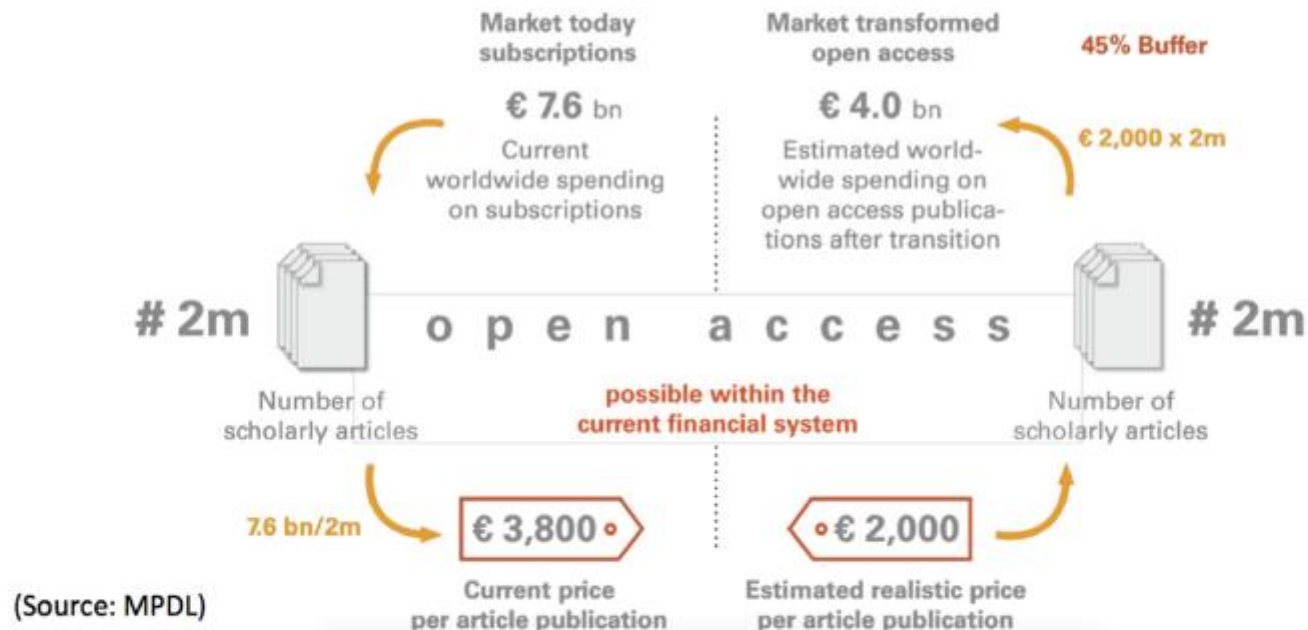 Market today
subscriptions
€ 7.6 bn
Current
worldwide spending
on subscriptions
Market transformed
open access
€ 4.0 bn
Estimated world-
wide spending on
open access publica-
tions after transition
45% Buffer
€ 2,000 x 2m
# 2m
open access
# 2m
Number of
scholarly articles
possible within the
current financial system
Number of
scholarly articles
7.6 bn/2m
€ 3,800
€ 2,000
Current price
per article publication
Estimated realistic price
per article publication
(Source: MPDL)